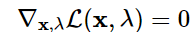 ∇x,λℒ(x, λ) = 0